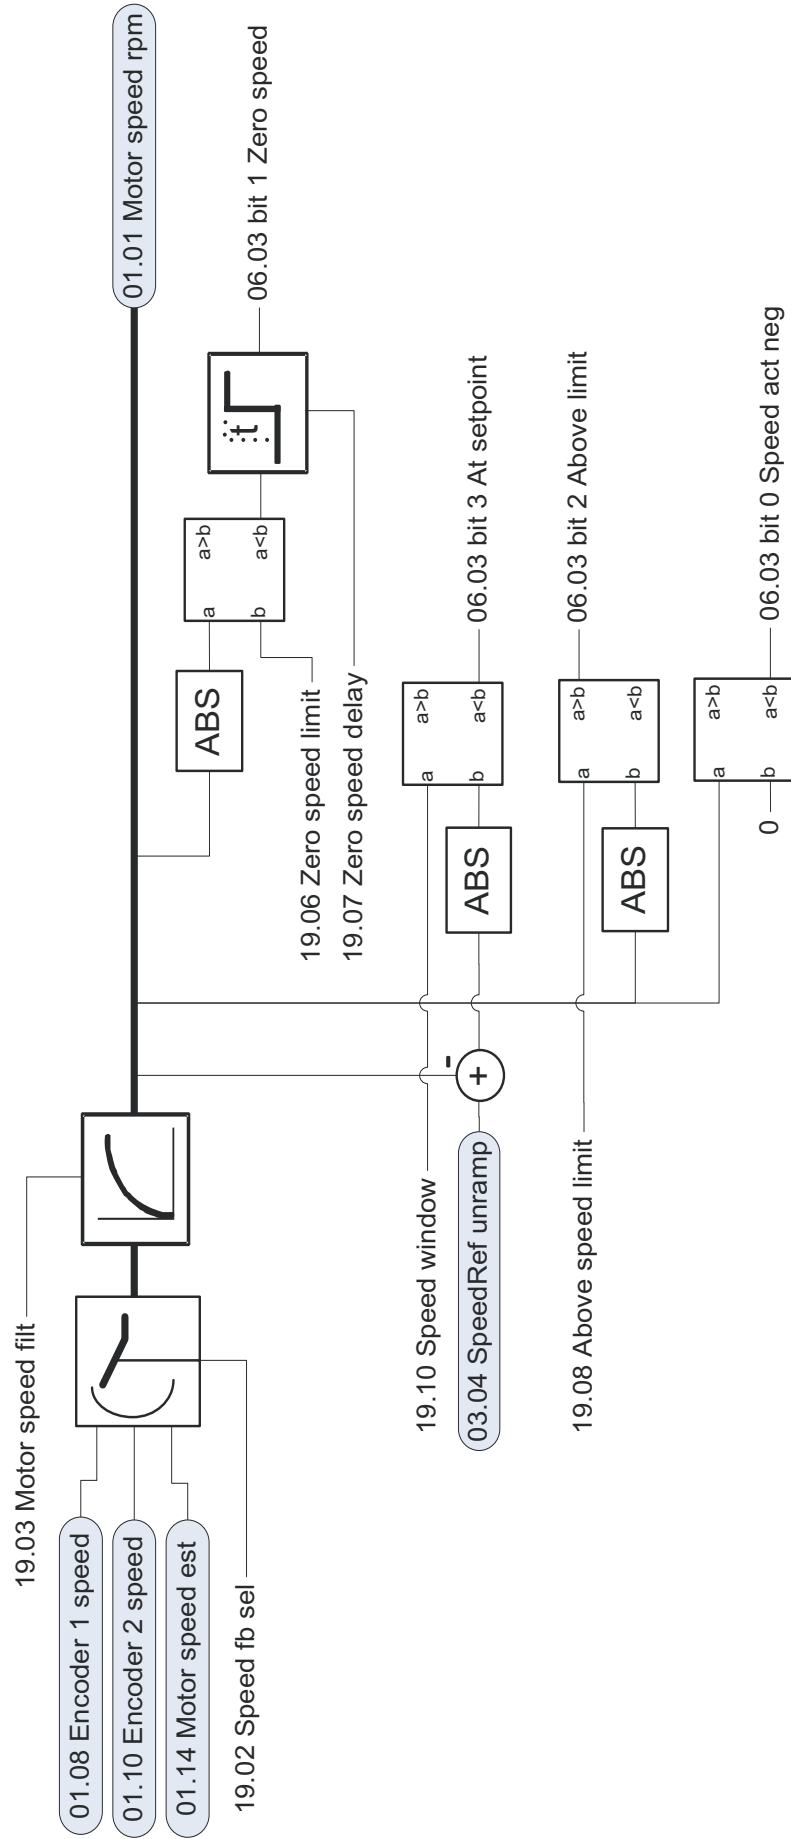 19.03 Motor speed filt
01.08 Encoder 1 speed
01.10 Encoder 2 speed
01.14 Motor speed est
19.02 Speed fb sel
01.01 Motor speed rpm
ABS
a
b
a>b
a<b
t
06.03 bit 1 Zero speed
19.06 Zero speed limit
19.07 Zero speed delay
19.10 Speed window
03.04 SpeedRef unramp
-
+
ABS
a
b
a>b
a<b
06.03 bit 3 At setpoint
19.08 Above speed limit
ABS
a
b
a>b
a<b
06.03 bit 2 Above limit
0
a
b
a>b
a<b
06.03 bit 0 Speed act neg